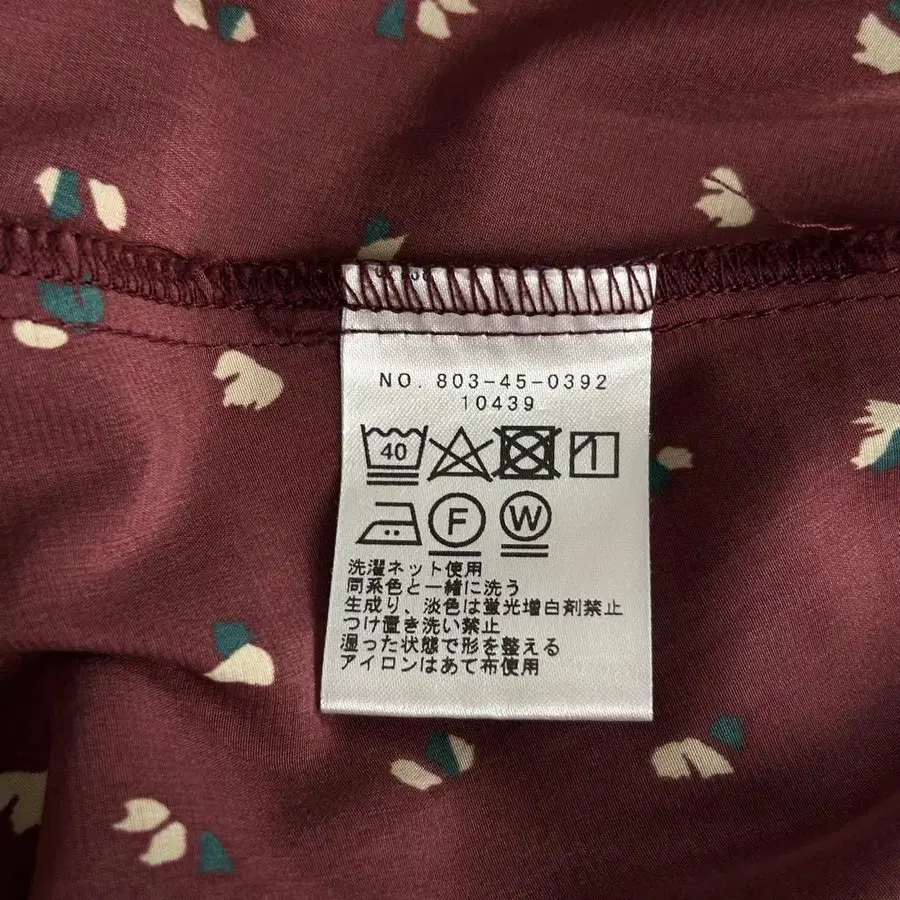 NO. 803-45-0392
10439
40
F W
洗濯ネット使用
同系色と一緒に洗う
生成り、淡色は蛍光増白剤禁止
つけ置き洗い禁止
湿った状態で形を整える
アイロンはあて布使用